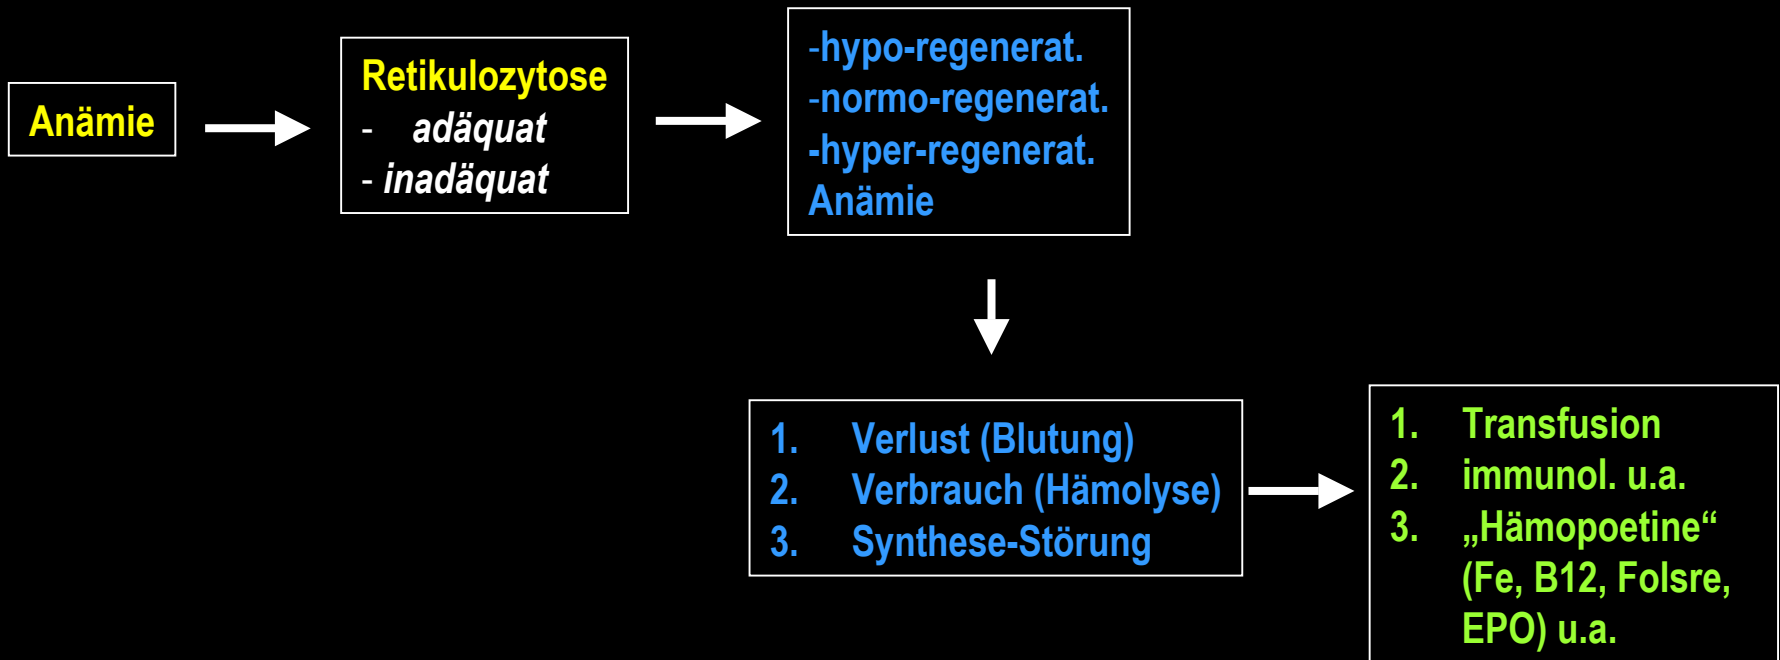 Anämie
Retikulozytose
- adäquat
- inadäquat
-hypo-regenerat.
-normo-regenerat.
-hyper-regenerat.
Anämie
1. Verlust (Blutung)
2. Verbrauch (Hämolyse)
3. Synthese-Störung
1. Transfusion
2. immunol. u.a.
3. „Hämopoetine“
(Fe, B12, Folsre,
EPO) u.a.